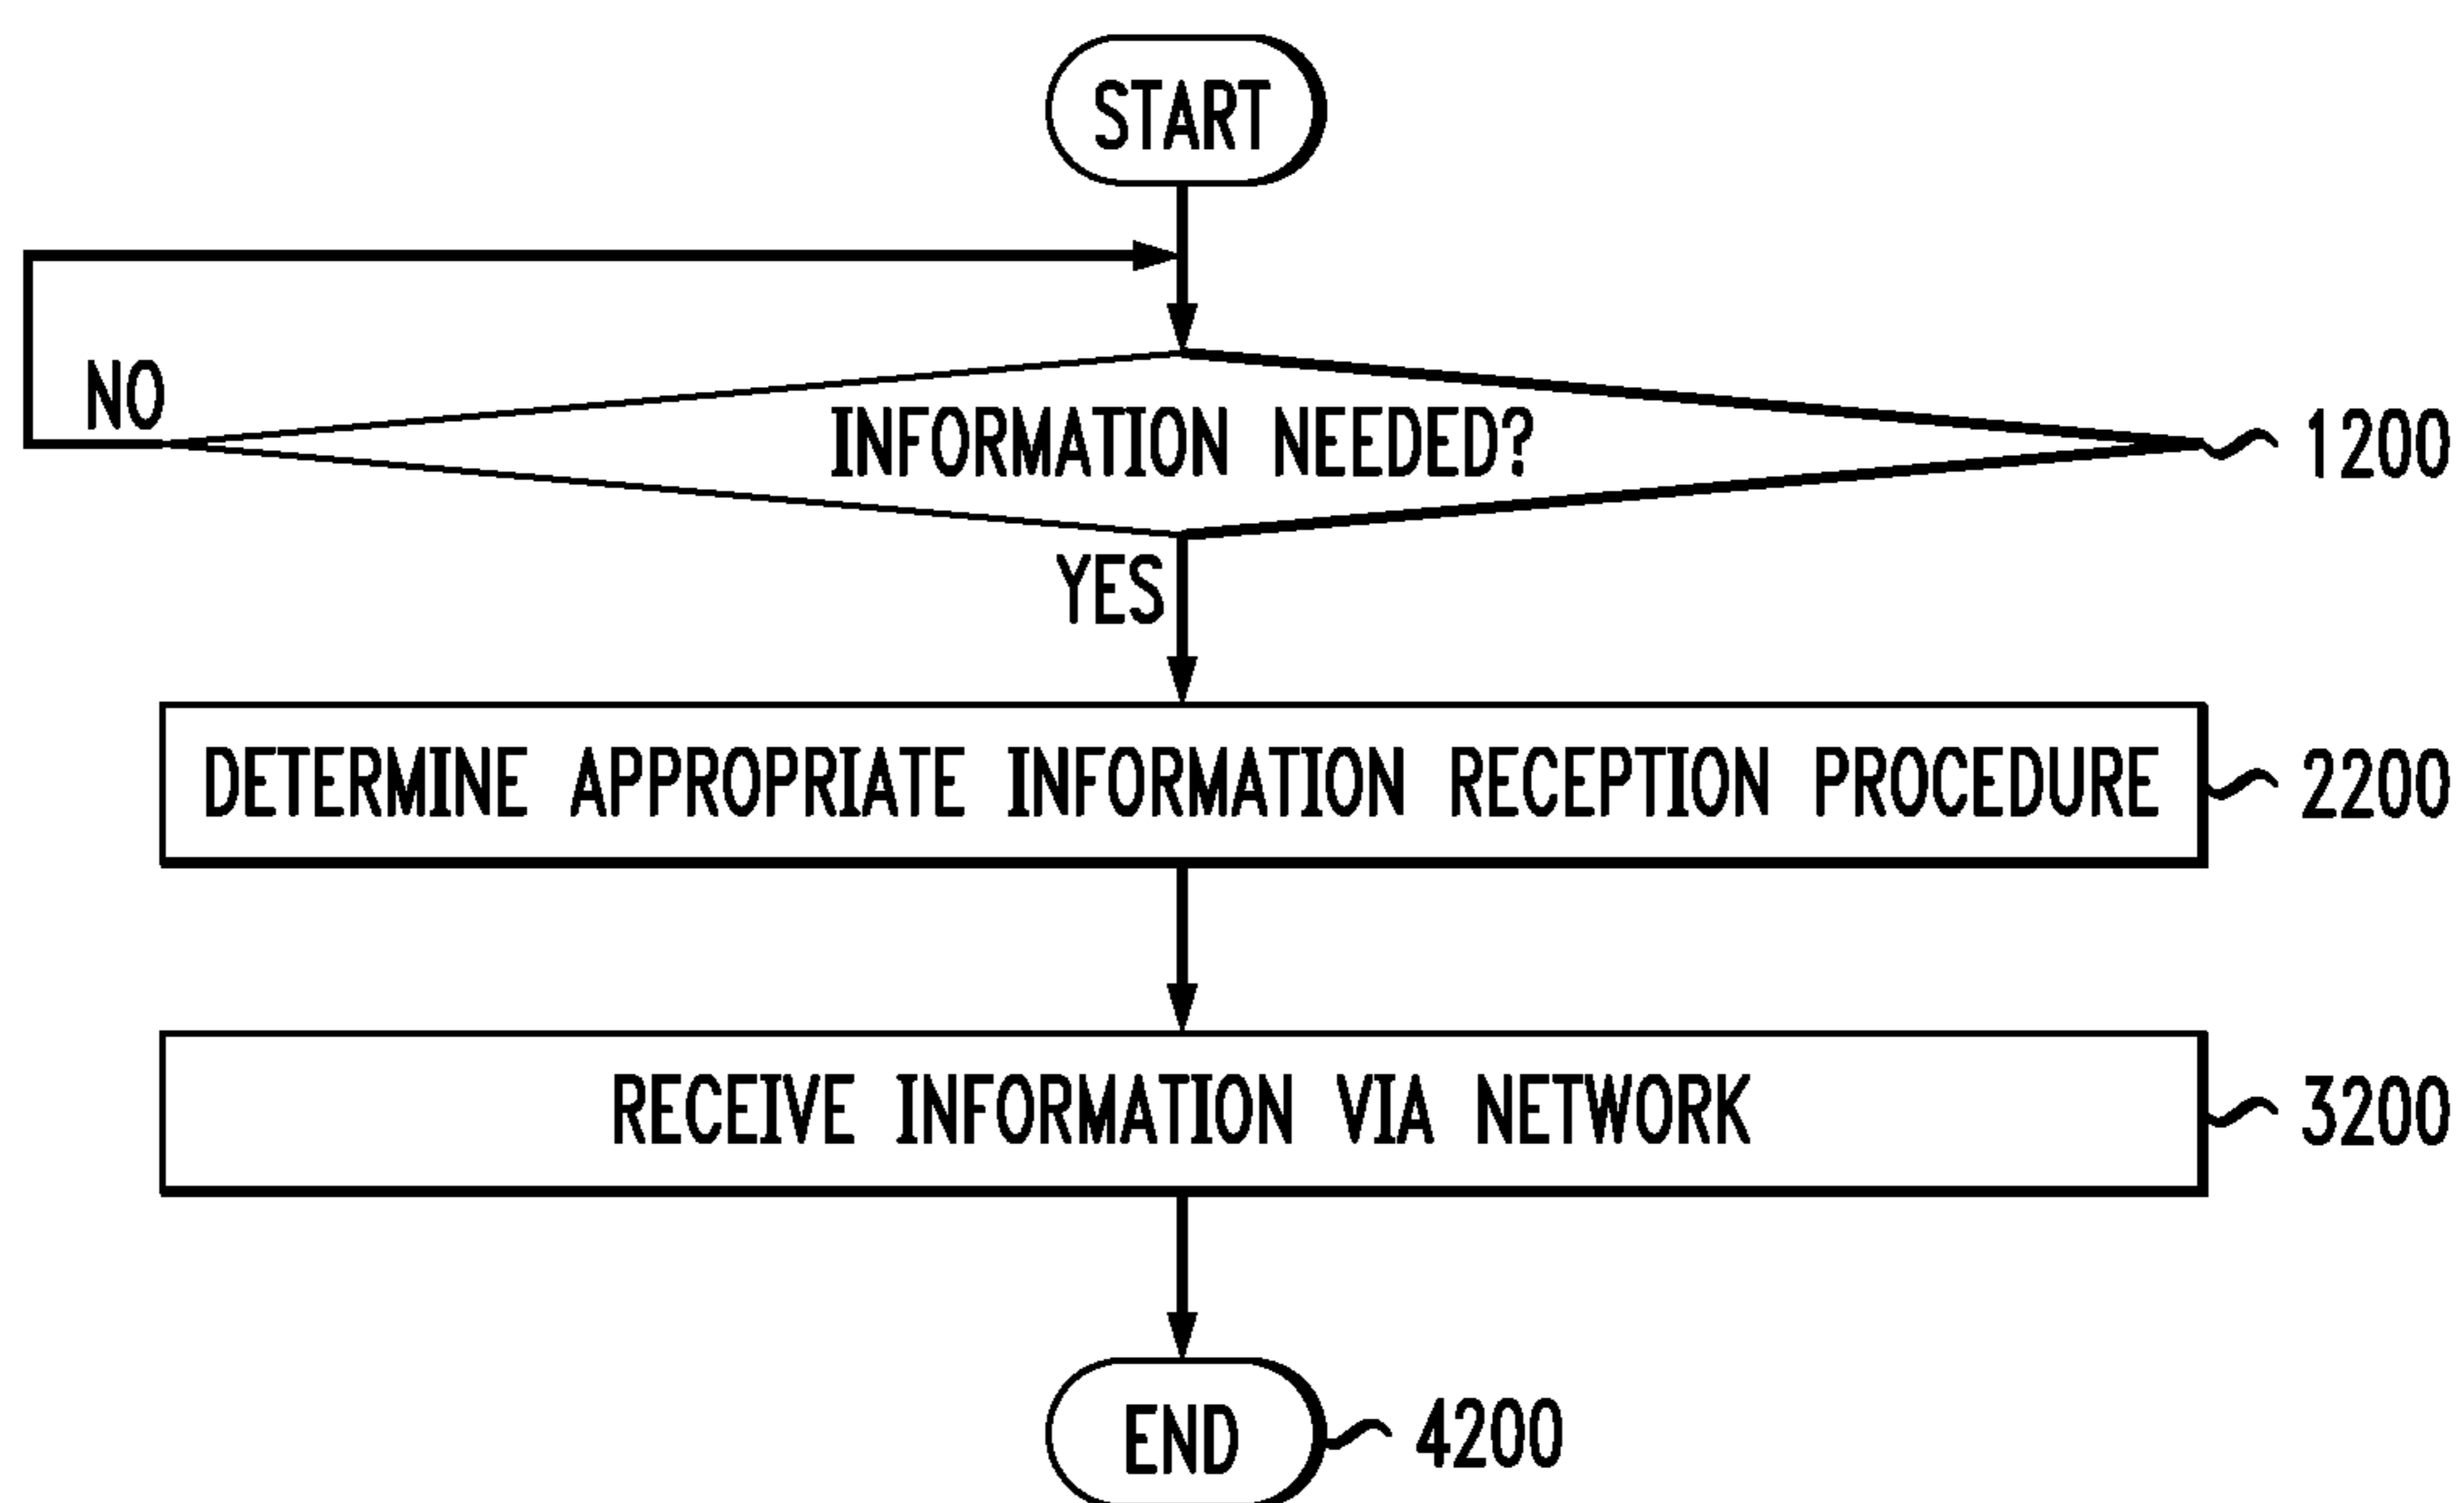 START
NO
INFORMATION NEEDED?
1200
YES
DETERMINE APPROPRIATE INFORMATION RECEPTION PROCEDURE
2200
RECEIVE INFORMATION VIA NETWORK
3200
END
4200